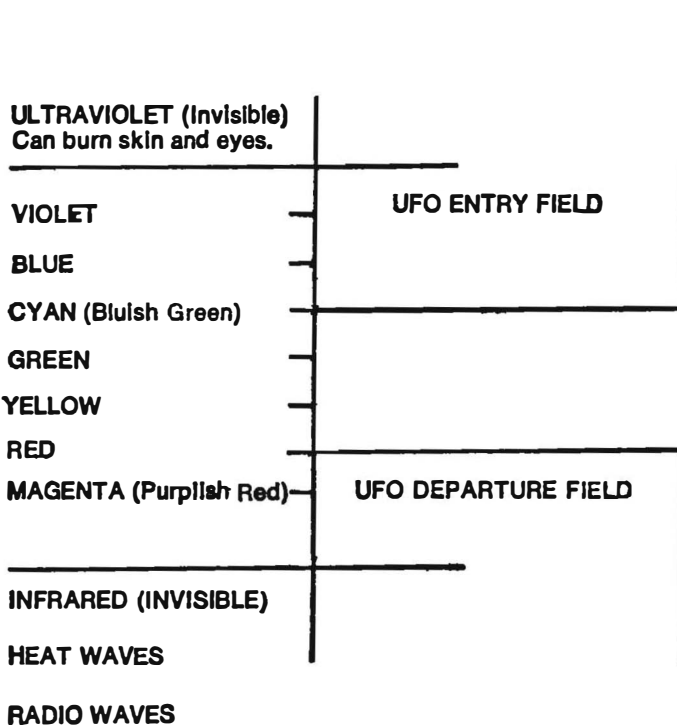 ULTRAVIOLET (Invisible)
Can burn skin and eyes.
VIOLET
UFO ENTRY FIELD
BLUE
CYAN (Bluish Green)
GREEN
YELLOW
RED
MAGENTA (Purplish Red)
UFO DEPARTURE FIELD
INFRARED (INVISIBLE)
HEAT WAVES
RADIO WAVES